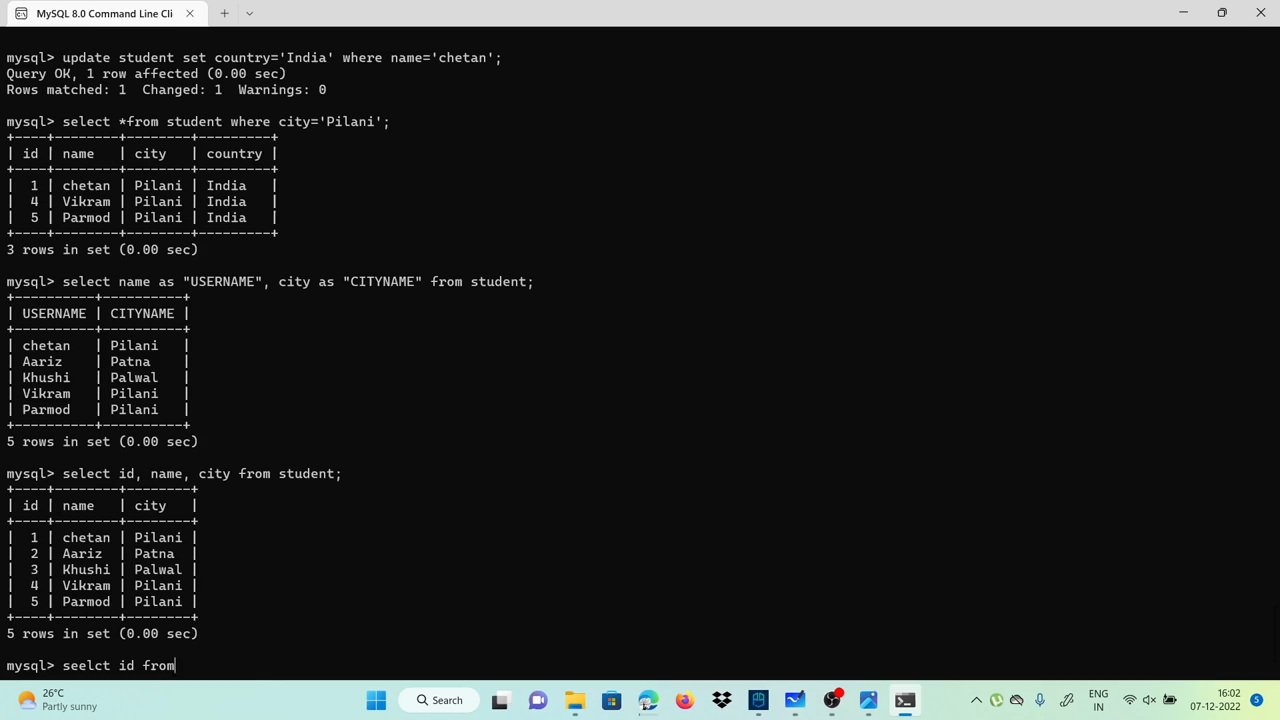 MySQL 8.0 Command Line Cli
mysql> update student set country='India' where name='chetan';
Query OK, 1 row affected (0.00 sec)
Rows matched: 1  Changed: 1  Warnings: 0
mysql> select *from student where city='Pilani';
+----+--------+--------+---------+
| id | name   | city   | country |
+----+--------+--------+---------+
|  1 | chetan | Pilani | India   |
|  4 | Vikram | Pilani | India   |
|  5 | Parmod | Pilani | India   |
+----+--------+--------+---------+
3 rows in set (0.00 sec)
mysql> select name as "USERNAME", city as "CITYNAME" from student;
+----------+----------+
| USERNAME | CITYNAME |
+----------+----------+
| chetan   | Pilani   |
| Aariz    | Patna    |
| Khushi   | Palwal   |
| Vikram   | Pilani   |
| Parmod   | Pilani   |
+----------+----------+
5 rows in set (0.00 sec)
mysql> select id, name, city from student;
+----+--------+--------+
| id | name   | city   |
+----+--------+--------+
|  1 | chetan | Pilani |
|  2 | Aariz  | Patna  |
|  3 | Khushi | Palwal |
|  4 | Vikram | Pilani |
|  5 | Parmod | Pilani |
+----+--------+--------+
5 rows in set (0.00 sec)
mysql> seelct id from
26°C
Partly sunny
Search
ENG
IN
16:02
07-12-2022
5